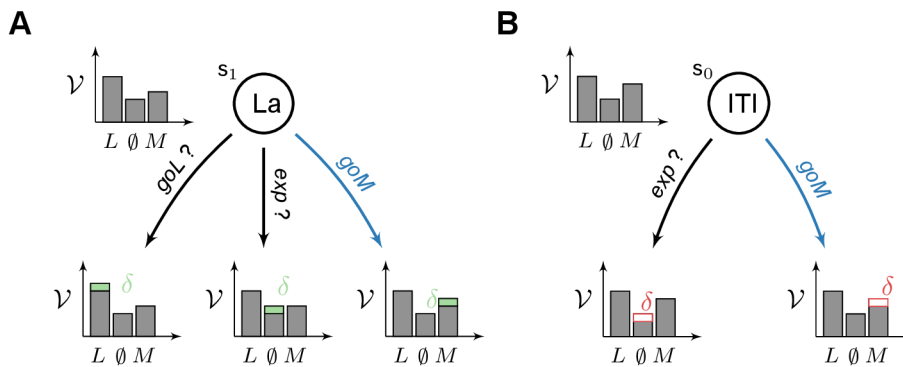 A
B
s₁
s₀
𝒱
La
𝒱
ITI
L ∅ M
L ∅ M
goL ?
exp ?
goM
exp ?
goM
δ
δ
δ
δ
δ
𝒱
𝒱
𝒱
𝒱
𝒱
L ∅ M
L ∅ M
L ∅ M
L ∅ M
L ∅ M